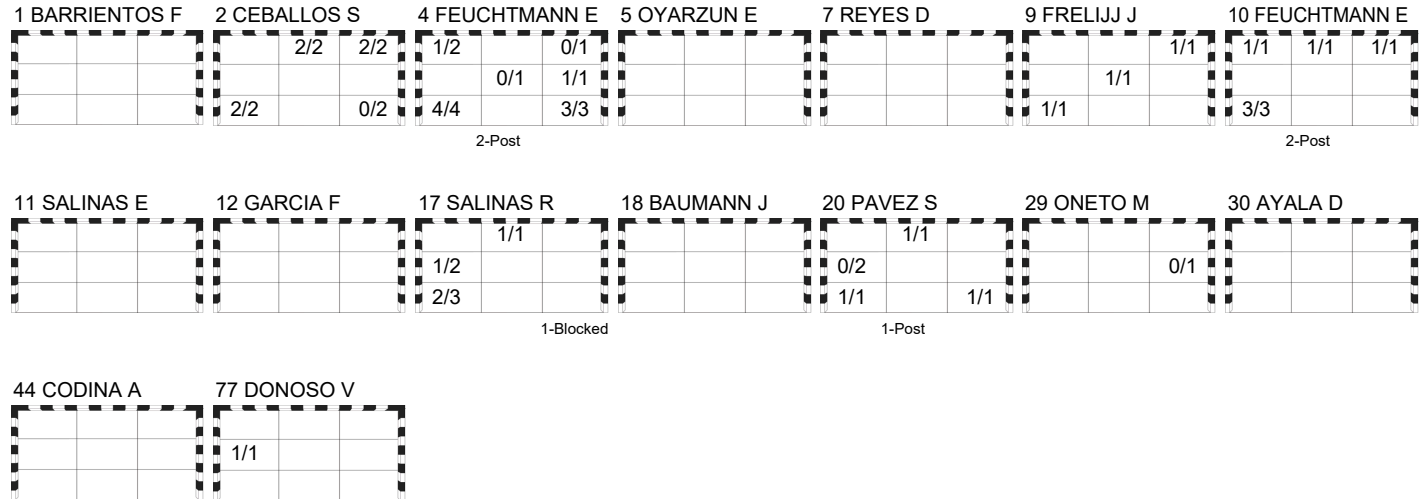 1 BARRIENTOS F 2 CEBALLOS S 4 FEUCHTMANN E 5 OYARZUN E 7 REYES D 9 FRELIJJ J 10 FEUCHTMANN E
2/2 2/2 1/2 0/1 1/1 1/1 1/1 1/1
0/1 1/1 1/1
2/2 0/2 4/4 3/3 1/1 3/3
2-Post 2-Post
11 SALINAS E 12 GARCIA F 17 SALINAS R 18 BAUMANN J 20 PAVEZ S 29 ONETO M 30 AYALA D
1/1 1/1
1/2 0/2 0/1
2/3 1/1 1/1
1-Blocked 1-Post
44 CODINA A 77 DONOSO V
1/1